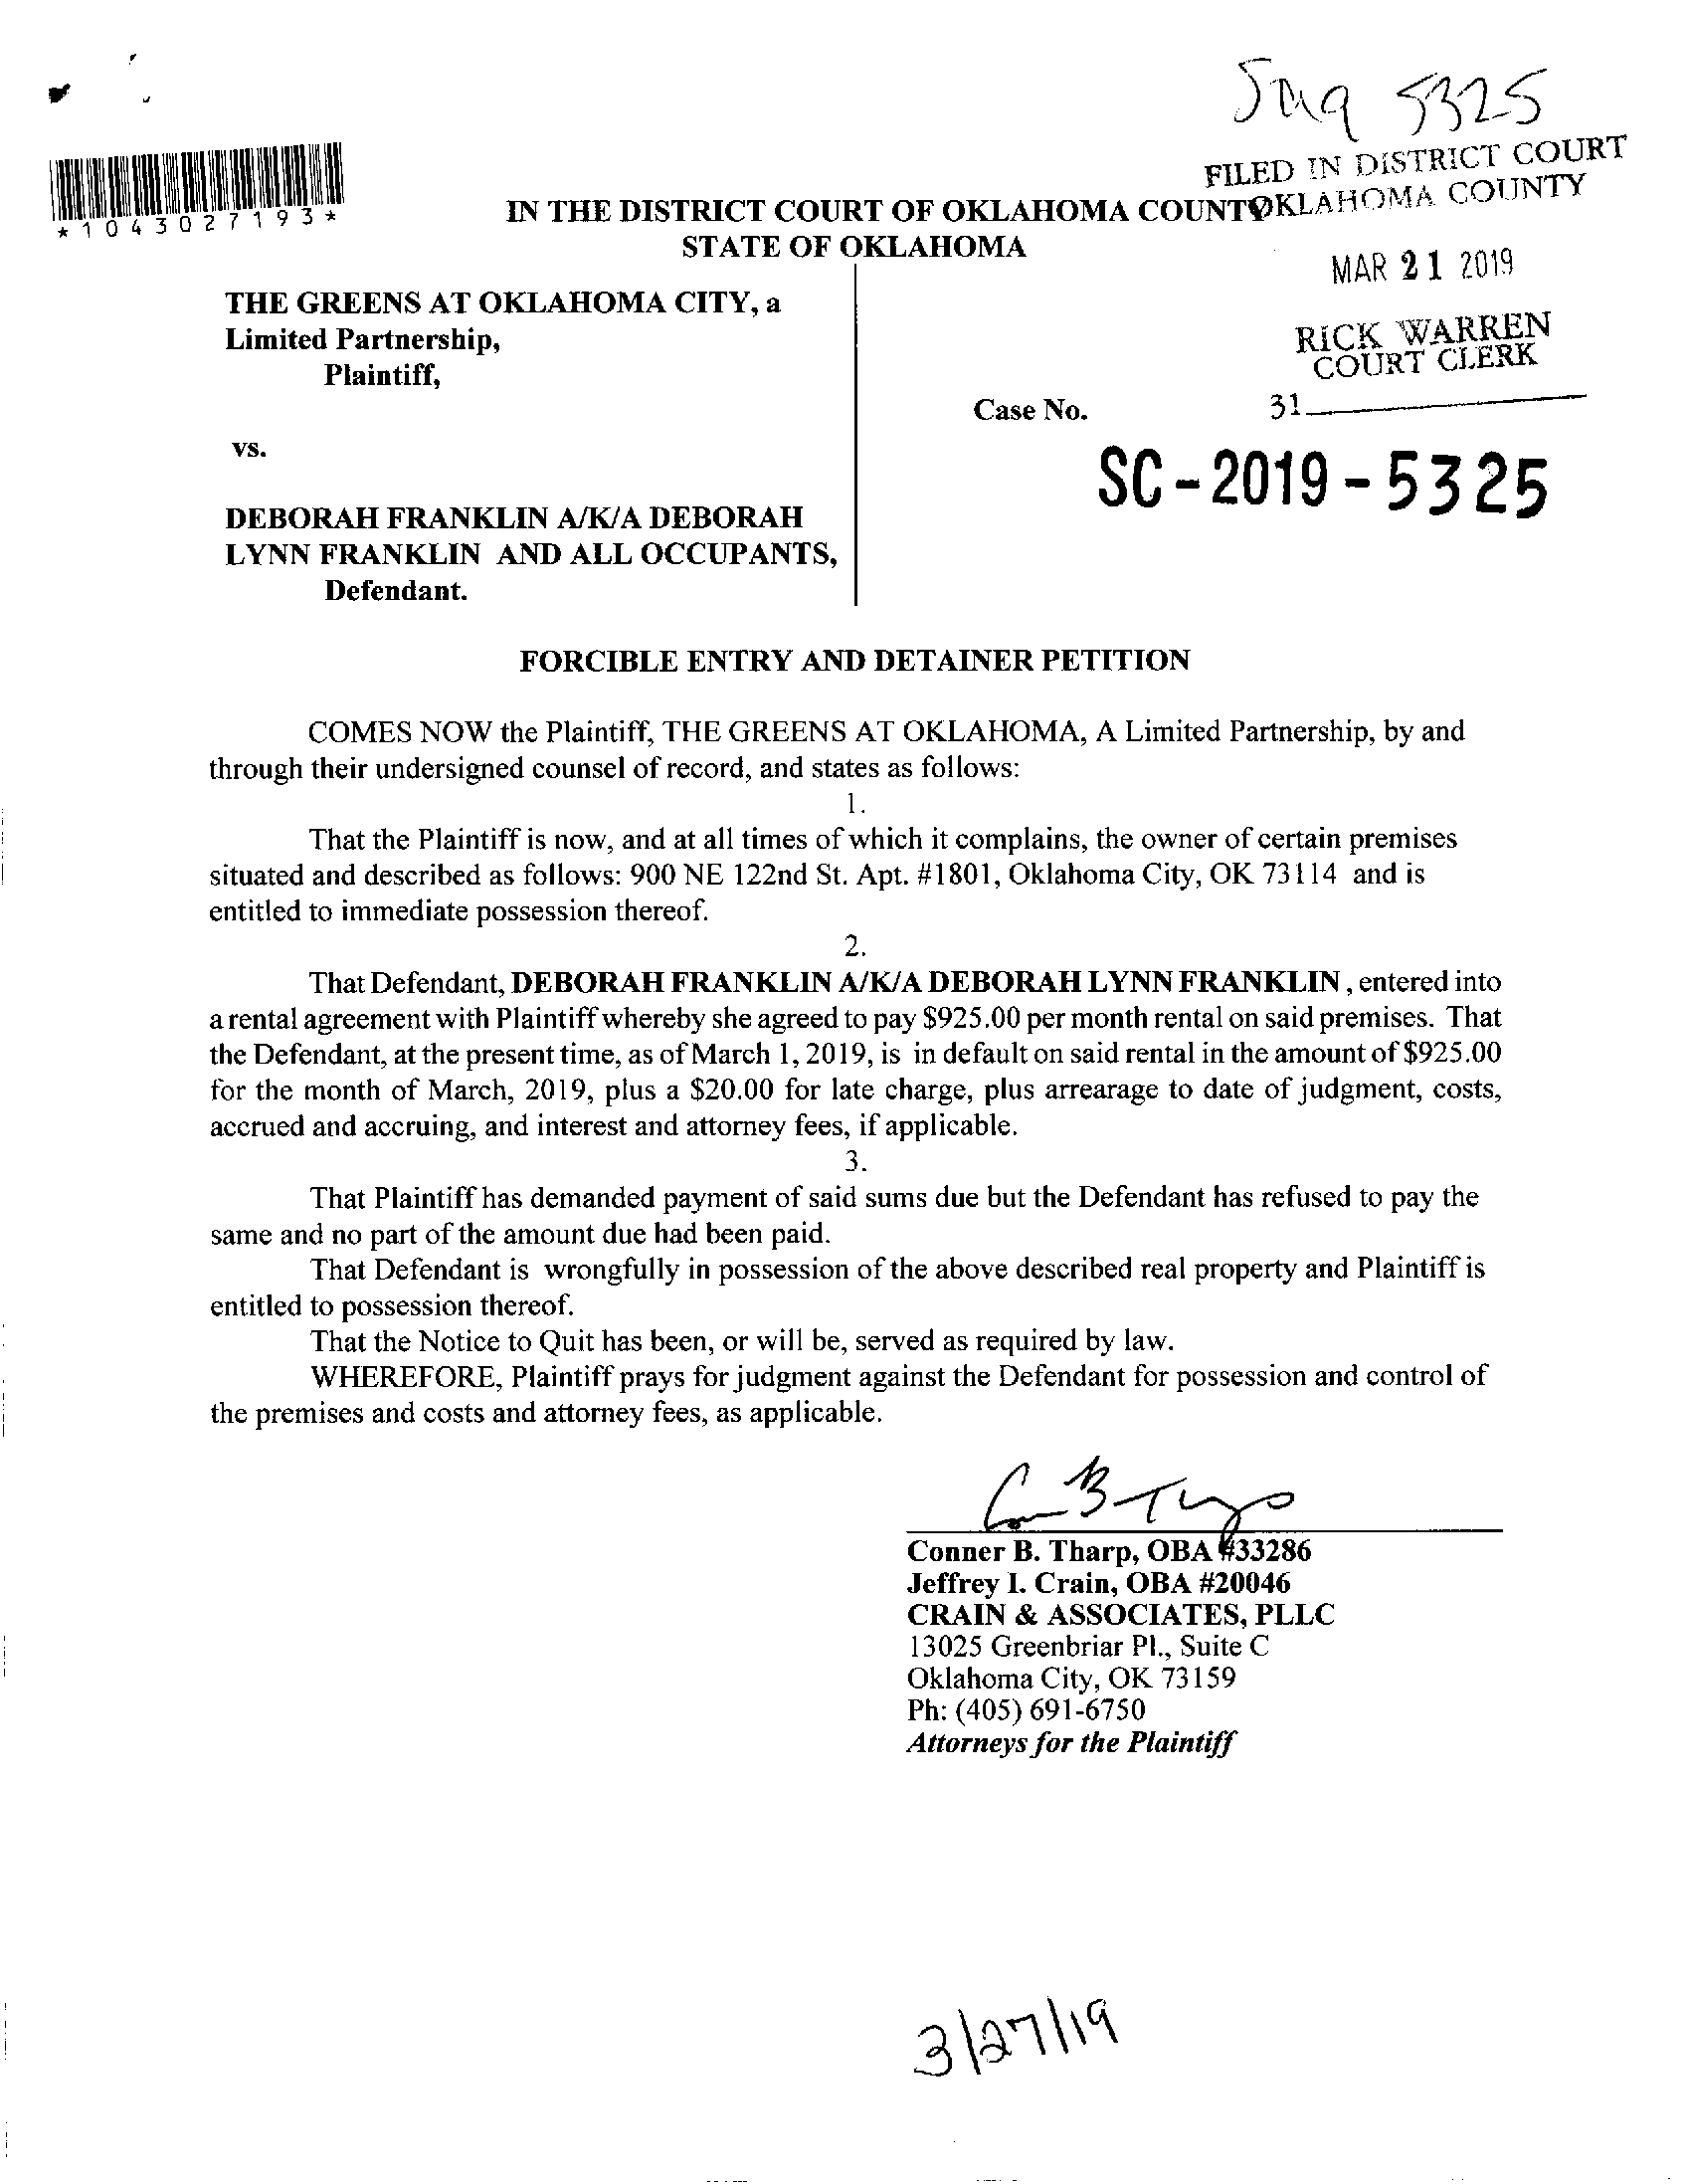 5325
FILED IN DISTRICT COURT
OKLAHOMA COUNTY
*1043027193*
IN THE DISTRICT COURT OF OKLAHOMA COUNTY
STATE OF OKLAHOMA
MAR 21 2019
RICK WARREN
COURT CLERK
31
THE GREENS AT OKLAHOMA CITY, a
Limited Partnership,
Plaintiff,
Case No.
SC-2019-5325
vs.
DEBORAH FRANKLIN A/K/A DEBORAH
LYNN FRANKLIN AND ALL OCCUPANTS,
Defendant.
FORCIBLE ENTRY AND DETAINER PETITION
COMES NOW the Plaintiff, THE GREENS AT OKLAHOMA, A Limited Partnership, by and
through their undersigned counsel of record, and states as follows:
1.
That the Plaintiff is now, and at all times of which it complains, the owner of certain premises
situated and described as follows: 900 NE 122nd St. Apt. #1801, Oklahoma City, OK 73114 and is
entitled to immediate possession thereof.
2.
That Defendant, DEBORAH FRANKLIN A/K/A DEBORAH LYNN FRANKLIN , entered into
a rental agreement with Plaintiff whereby she agreed to pay $925.00 per month rental on said premises. That
the Defendant, at the present time, as of March 1, 2019, is in default on said rental in the amount of $925.00
for the month of March, 2019, plus a $20.00 for late charge, plus arrearage to date of judgment, costs,
accrued and accruing, and interest and attorney fees, if applicable.
3.
That Plaintiff has demanded payment of said sums due but the Defendant has refused to pay the
same and no part of the amount due had been paid.
That Defendant is wrongfully in possession of the above described real property and Plaintiff is
entitled to possession thereof.
That the Notice to Quit has been, or will be, served as required by law.
WHEREFORE, Plaintiff prays for judgment against the Defendant for possession and control of
the premises and costs and attorney fees, as applicable.
Conner B. Tharp, OBA #33286
Jeffrey I. Crain, OBA #20046
CRAIN & ASSOCIATES, PLLC
13025 Greenbriar Pl., Suite C
Oklahoma City, OK 73159
Ph: (405) 691-6750
Attorneys for the Plaintiff
3/27/19